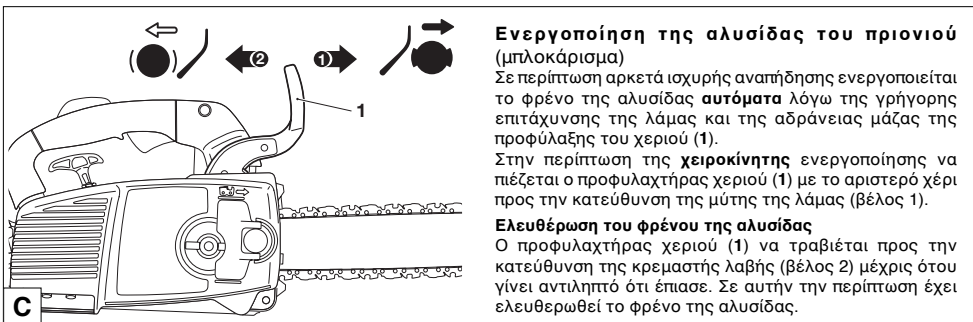 2
1
1
C
Ενεργοποίηση της αλυσίδας του πριονιού
(μπλοκάρισμα)
Σε περίπτωση αρκετά ισχυρής αναπήδησης ενεργοποιείται
το φρένο της αλυσίδας αυτόματα λόγω της γρήγορης
επιτάχυνσης της λάμας και της αδράνειας μάζας της
προφύλαξης του χεριού (1).
Στην περίπτωση της χειροκίνητης ενεργοποίησης να
πιέζεται ο προφυλαχτήρας χεριού (1) με το αριστερό χέρι
προς την κατεύθυνση της μύτης της λάμας (βέλος 1).
Ελευθέρωση του φρένου της αλυσίδας
Ο προφυλαχτήρας χεριού (1) να τραβιέται προς την
κατεύθυνση της κρεμαστής λαβής (βέλος 2) μέχρις ότου
γίνει αντιληπτό ότι έπιασε. Σε αυτήν την περίπτωση έχει
ελευθερωθεί το φρένο της αλυσίδας.